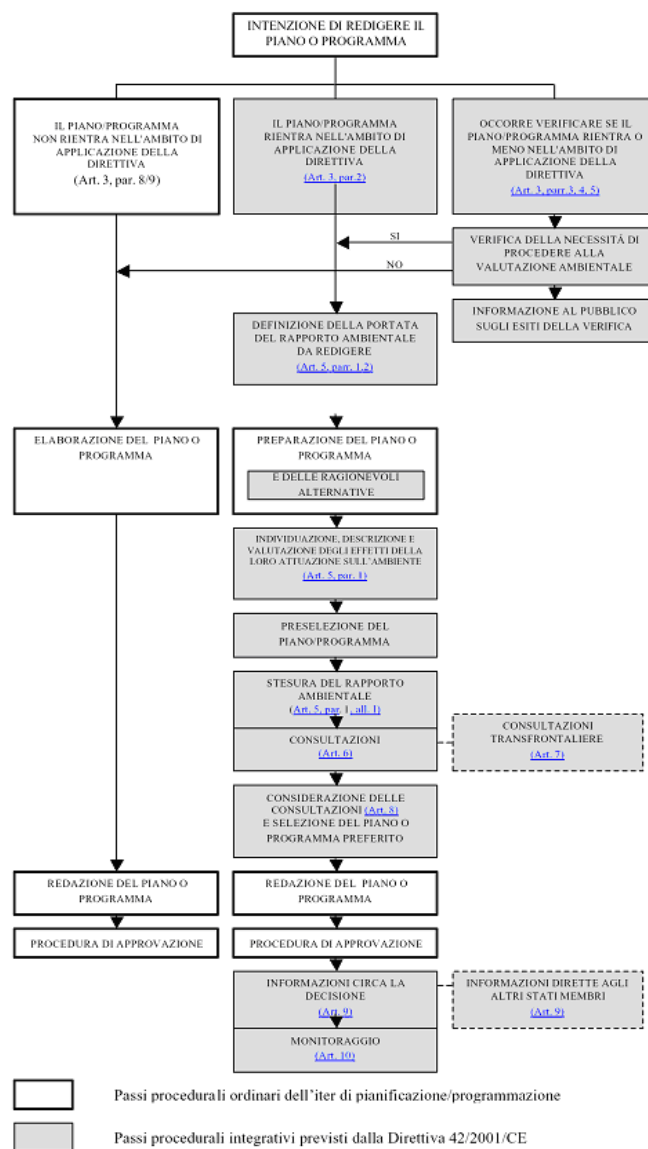 INTENZIONE DI REDIGERE IL
PIANO O PROGRAMMA
IL PIANO/PROGRAMMA
NON RIENTRA NELL'AMBITO DI
APPLICAZIONE DELLA
DIRETTIVA
(Art. 3, par. 8/9)
IL PIANO/PROGRAMMA
RIENTRA NELL'AMBITO DI
APPLICAZIONE DELLA
DIRETTIVA
(Art. 3, par.2)
OCCORRE VERIFICARE SE IL
PIANO/PROGRAMMA RIENTRA O
MENO NELL'AMBITO DI
APPLICAZIONE DELLA
DIRETTIVA
(Art. 3, parr.3, 4, 5)
SI
NO
VERIFICA DELLA NECESSITÁ DI
PROCEDERE ALLA
VALUTAZIONE AMBIENTALE
INFORMAZIONE AL PUBBLICO
SUGLI ESITI DELLA VERIFICA
DEFINIZIONE DELLA PORTATA
DEL RAPPORTO AMBIENTALE
DA REDIGERE
(Art. 5, parr. 1,2)
ELABORAZIONE DEL PIANO O
PROGRAMMA
PREPARAZIONE DEL PIANO O
PROGRAMMA
E DELLE RAGIONEVOLI
ALTERNATIVE
INDIVIDUAZIONE, DESCRIZIONE E
VALUTAZIONE DEGLI EFFETTI DELLA
LORO ATTUAZIONE SULL'AMBIENTE
(Art. 5, par. 1)
PRESELEZIONE DEL
PIANO/PROGRAMMA
STESURA DEL RAPPORTO
AMBIENTALE
(Art. 5, par. 1, all. 1)
CONSULTAZIONI
(Art. 6)
CONSULTAZIONI
TRANSFRONTALIERE
(Art. 7)
CONSIDERAZIONE DELLE
CONSULTAZIONI (Art. 8)
E SELEZIONE DEL PIANO O
PROGRAMMA PREFERITO
REDAZIONE DEL PIANO O
PROGRAMMA
REDAZIONE DEL PIANO O
PROGRAMMA
PROCEDURA DI APPROVAZIONE
PROCEDURA DI APPROVAZIONE
INFORMAZIONI CIRCA LA
DECISIONE
(Art. 9)
INFORMAZIONI DIRETTE AGLI
ALTRI STATI MEMBRI
(Art. 9)
MONITORAGGIO
(Art. 10)
Passi procedurali ordinari dell'iter di pianificazione/programmazione
Passi procedurali integrativi previsti dalla Direttiva 42/2001/CE